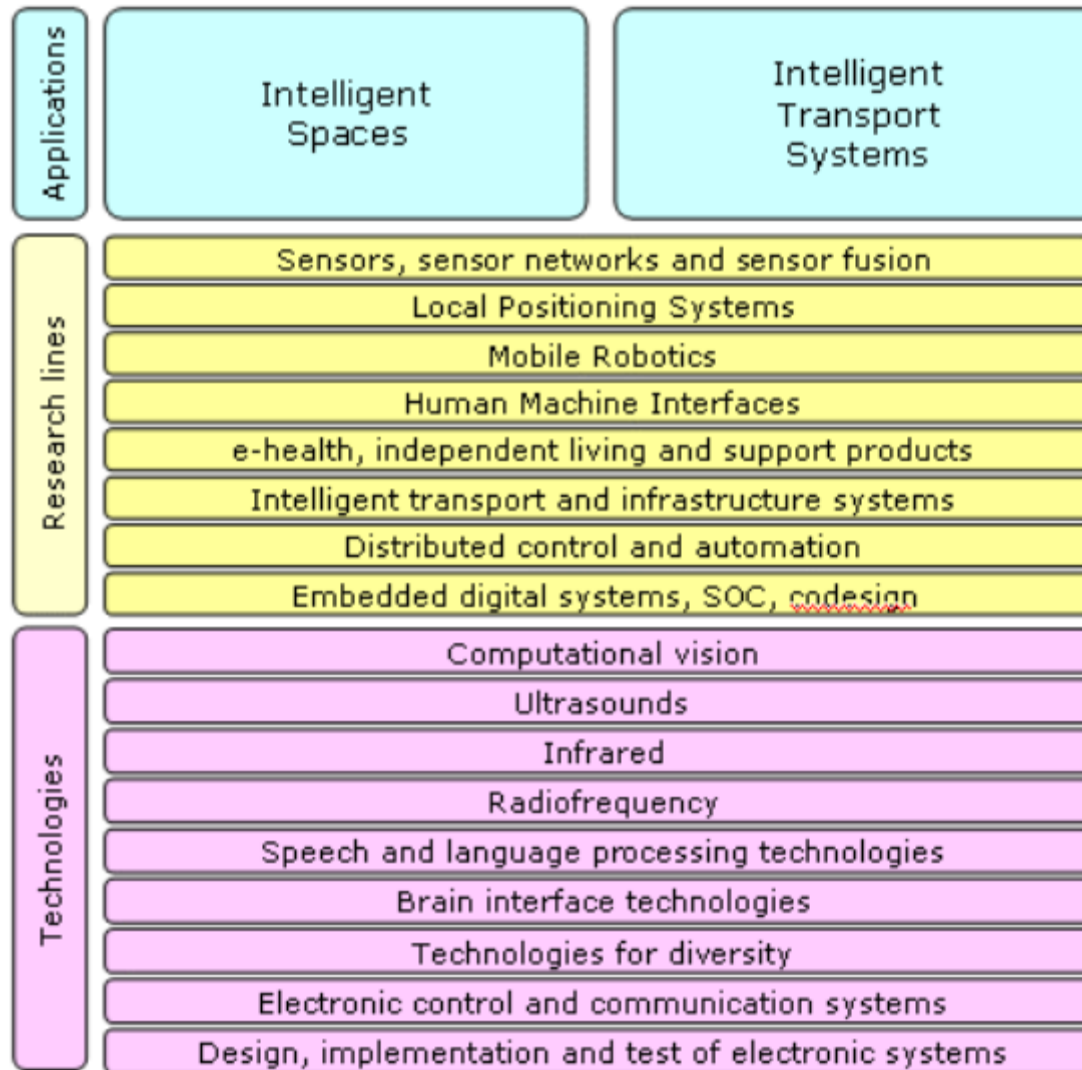 Applications
Intelligent
Spaces
Intelligent
Transport
Systems
Research lines
Sensors, sensor networks and sensor fusion
Local Positioning Systems
Mobile Robotics
Human Machine Interfaces
e-health, independent living and support products
Intelligent transport and infrastructure systems
Distributed control and automation
Embedded digital systems, SOC, codesign
Technologies
Computational vision
Ultrasounds
Infrared
Radiofrequency
Speech and language processing technologies
Brain interface technologies
Technologies for diversity
Electronic control and communication systems
Design, implementation and test of electronic systems